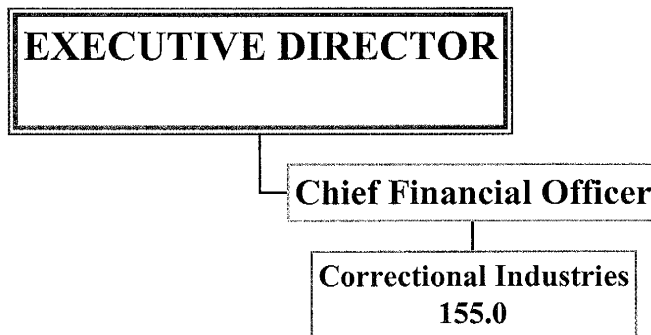 EXECUTIVE DIRECTOR
Chief Financial Officer
Correctional Industries
155.0